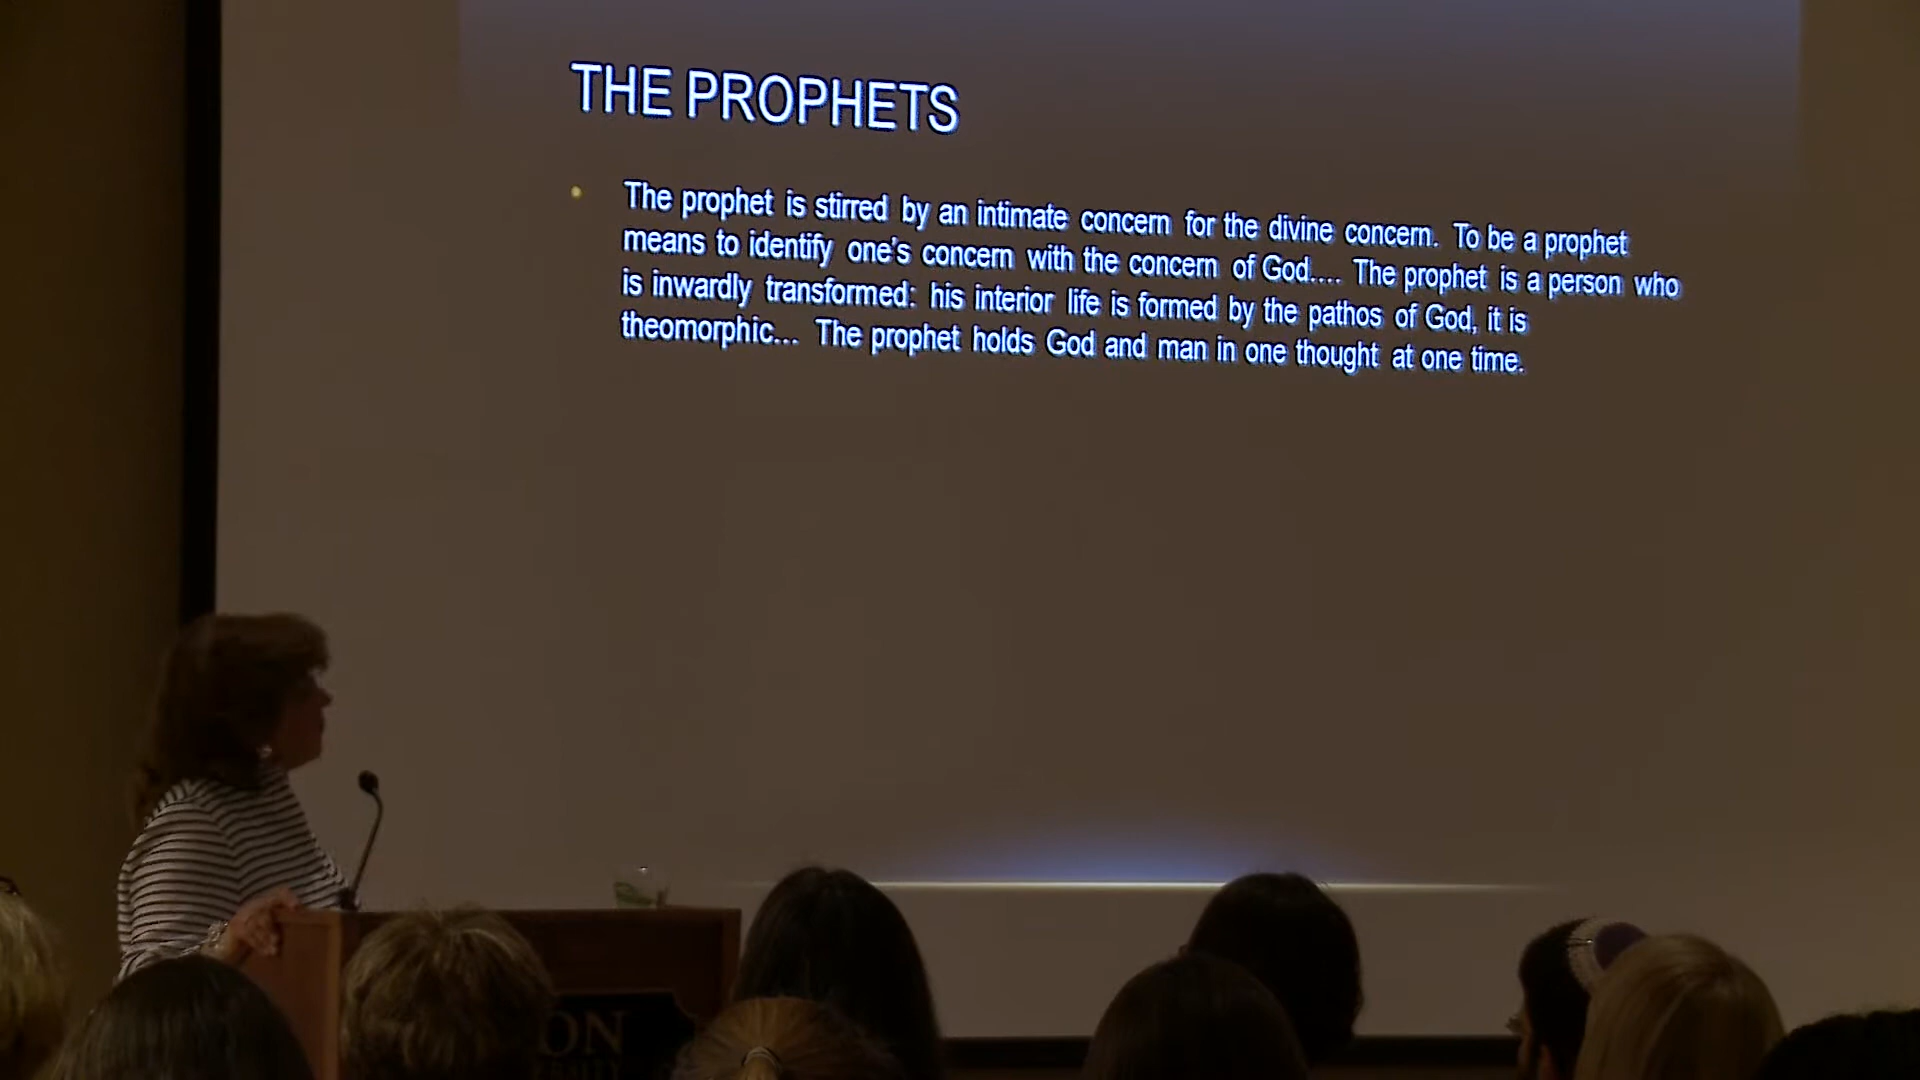 THE PROPHETS
• The prophet is stirred by an intimate concern for the divine concern. To be a prophet
means to identify one's concern with the concern of God.... The prophet is a person who
is inwardly transformed: his interior life is formed by the pathos of God, it is
theomorphic... The prophet holds God and man in one thought at one time.
ON